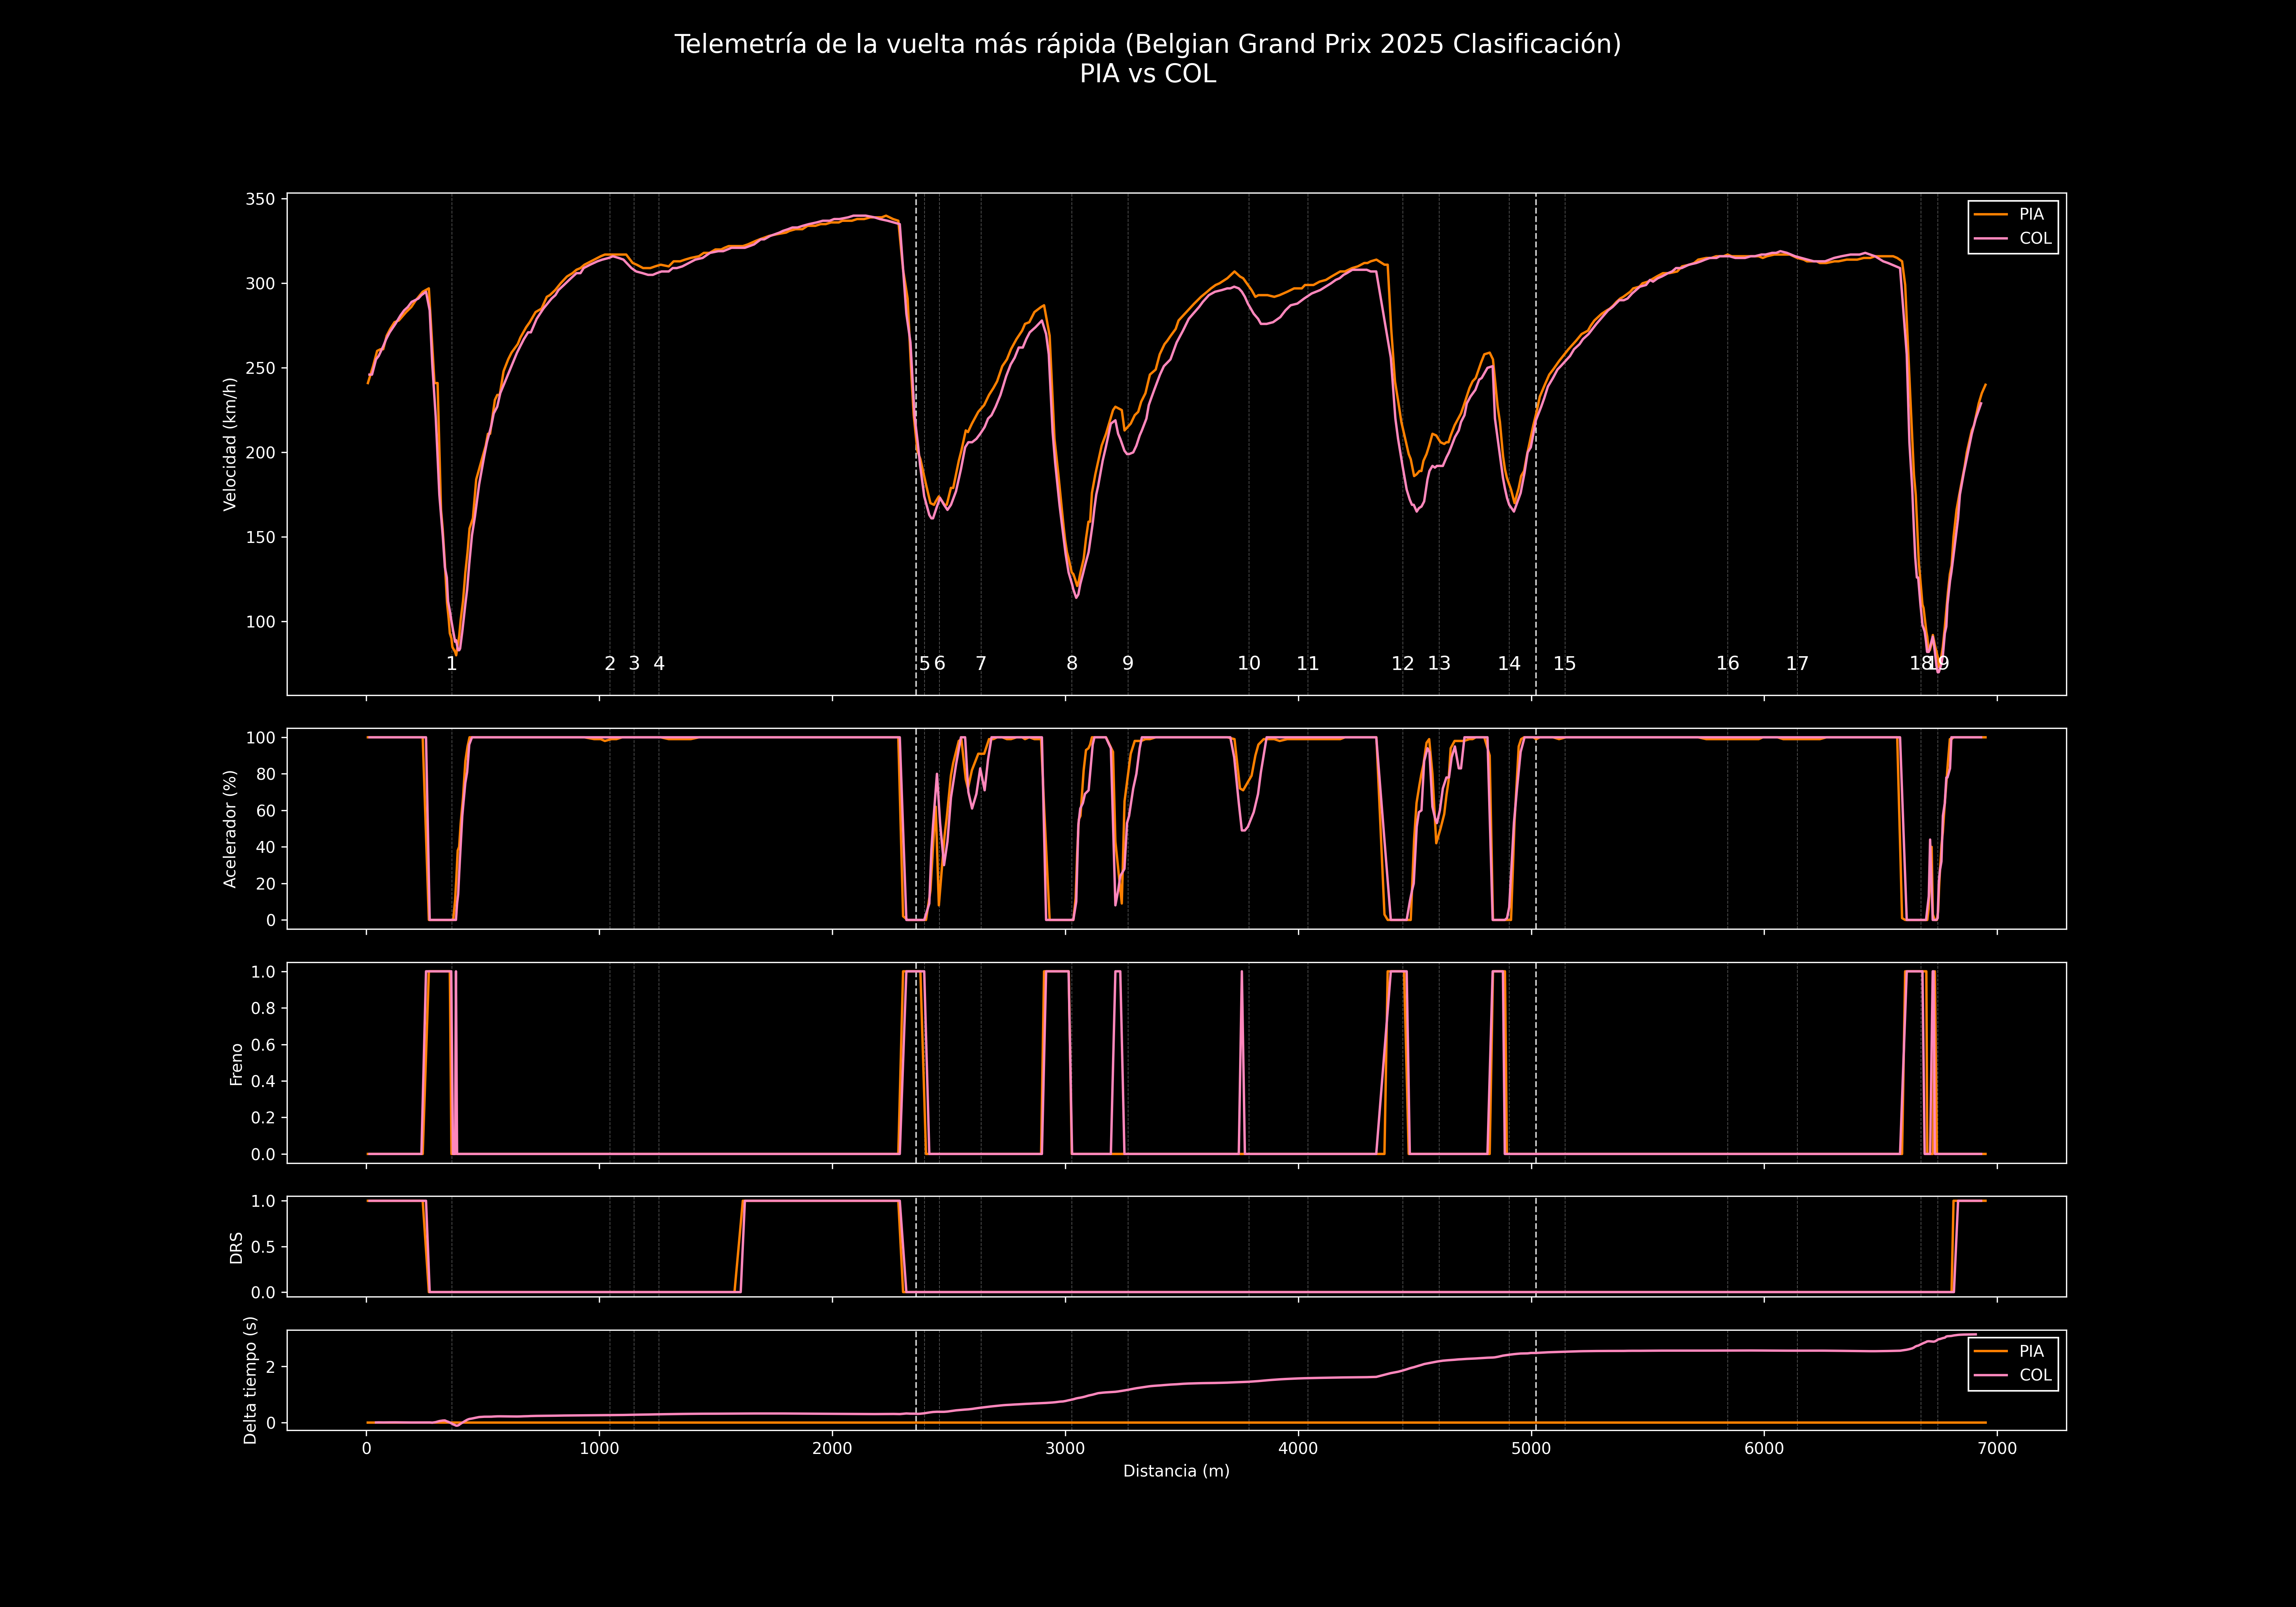 Telemetría de la vuelta más rápida (Belgian Grand Prix 2025 Clasificación)
PIA vs COL
Velocidad (km/h)
350
300
250
200
150
100
PIA
COL
1 2 3 4 5 6 7 8 9 10 11 12 13 14 15 16 17 18 19
Acelerador (%)
100
80
60
40
20
0
Freno
1.0
0.8
0.6
0.4
0.2
0.0
DRS
1.0
0.5
0.0
Delta tiempo (s)
2
0
PIA
COL
0 1000 2000 3000 4000 5000 6000 7000
Distancia (m)